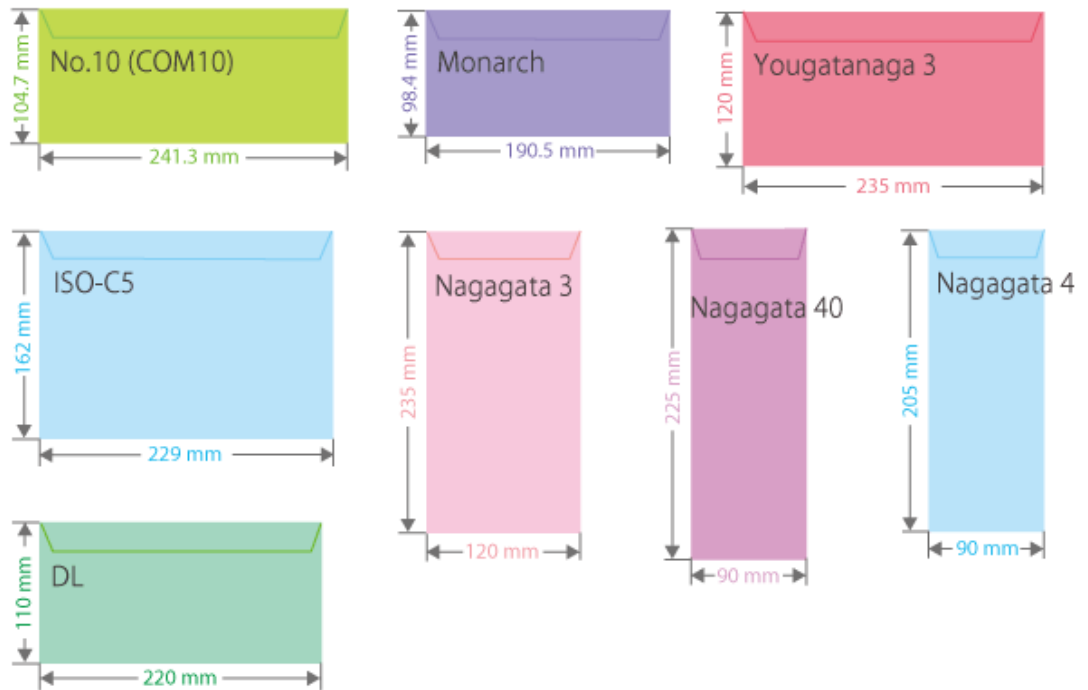 No.10 (COM10)
104.7 mm
241.3 mm
Monarch
98.4 mm
190.5 mm
Yougatanaga 3
120 mm
235 mm
ISO-C5
162 mm
229 mm
Nagagata 3
235 mm
120 mm
Nagagata 40
225 mm
90 mm
Nagagata 4
205 mm
90 mm
DL
110 mm
220 mm